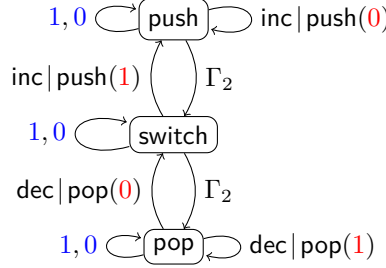 1, 0 push inc | push(0)
inc | push(1) Γ₂
1, 0 switch
dec | pop(0) Γ₂
1, 0 pop dec | pop(1)